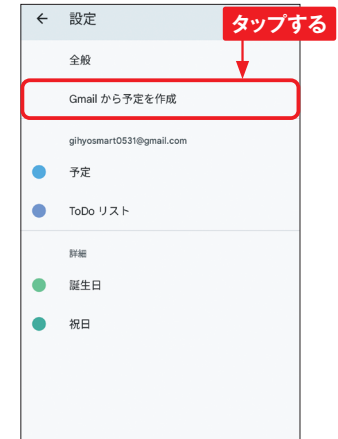 ← 設定
タップする
全般
Gmail から予定を作成
gihyosmart0531@gmail.com
予定
ToDo リスト
詳細
誕生日
祝日